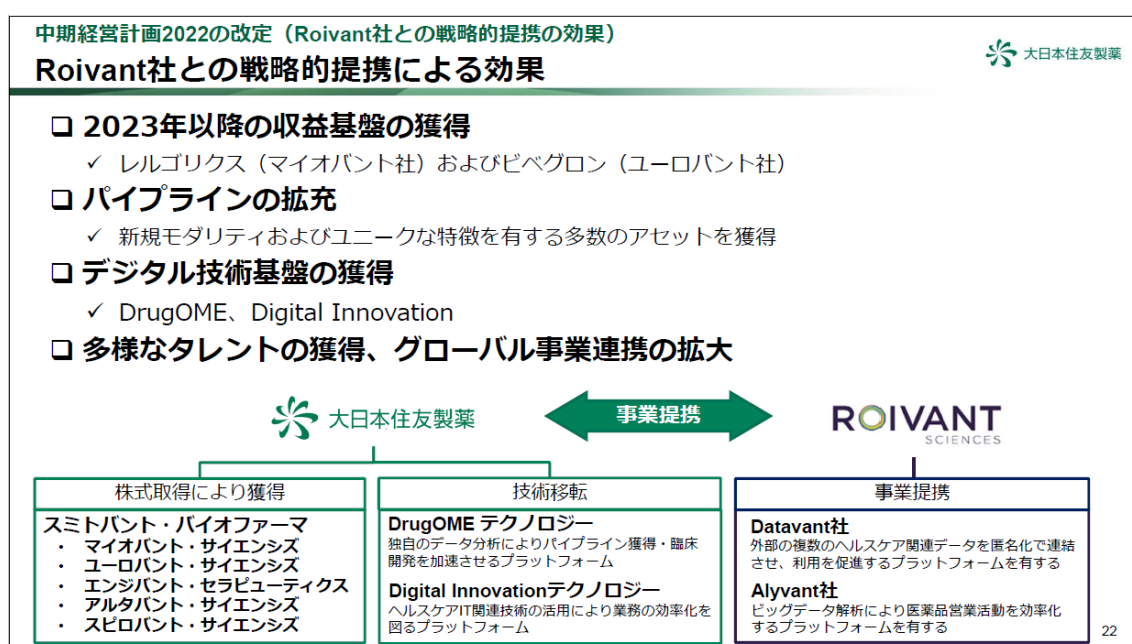 中期経営計画2022の改定（Roivant社との戦略的提携の効果）
Roivant社との戦略的提携による効果
大日本住友製薬
❑ 2023年以降の収益基盤の獲得
✓ レルゴリクス（マイオバント社）およびビベグロン（ユーロバント社）
❑ パイプラインの拡充
✓ 新規モダリティおよびユニークな特徴を有する多数のアセットを獲得
❑ デジタル技術基盤の獲得
✓ DrugOME、Digital Innovation
❑ 多様なタレントの獲得、グローバル事業連携の拡大
大日本住友製薬
事業提携
ROIVANT
SCIENCES
株式取得により獲得
スミトバント・バイオファーマ
・ マイオバント・サイエンシズ
・ ユーロバント・サイエンシズ
・ エンジバント・セラピューティクス
・ アルタバント・サイエンシズ
・ スピロバント・サイエンシズ
技術移転
DrugOME テクノロジー
独自のデータ分析によりパイプライン獲得・臨床
開発を加速させるプラットフォーム
Digital Innovationテクノロジー
ヘルスケアIT関連技術の活用により業務の効率化を
図るプラットフォーム
事業提携
Datavant社
外部の複数のヘルスケア関連データを匿名化で連結
させ、利用を促進するプラットフォームを有する
Alyvant社
ビッグデータ解析により医薬品営業活動を効率化
するプラットフォームを有する
22